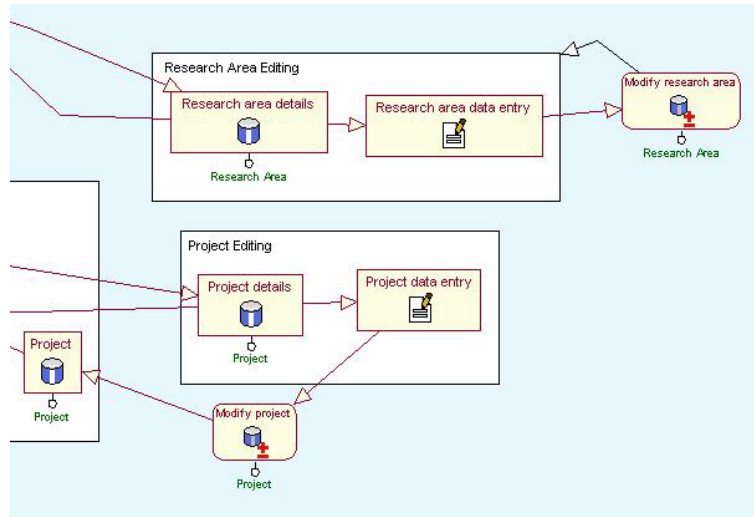 Research Area Editing
Research area details
Research area data entry
Modify research area
Research Area
Research Area
Project Editing
Project details
Project data entry
Project
Project
Project
Modify project
Project